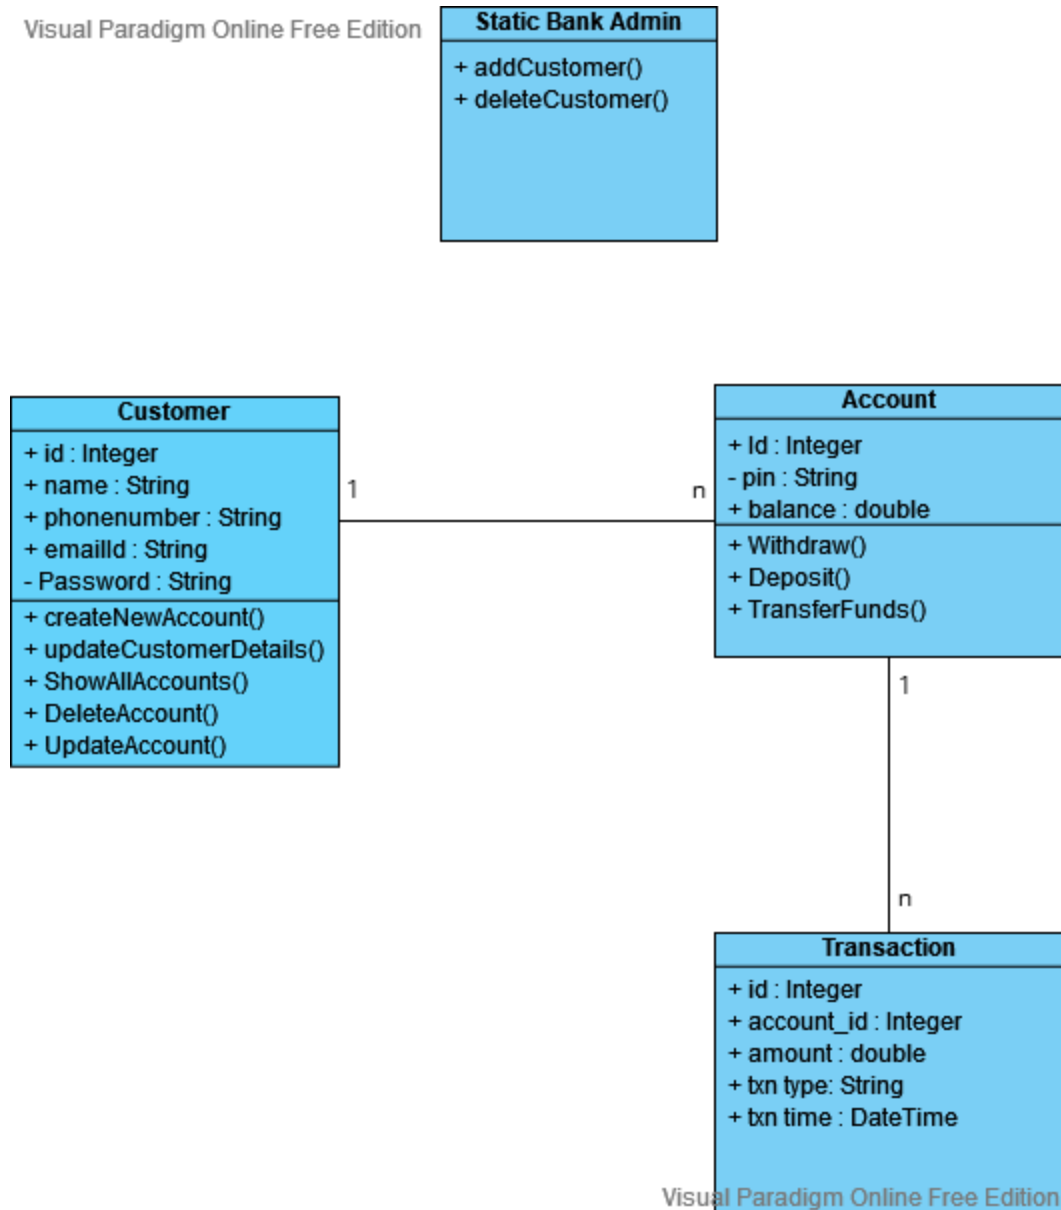 Visual Paradigm Online Free Edition
Static Bank Admin
+ addCustomer()
+ deleteCustomer()
Customer
+ id : Integer
+ name : String
+ phonenumber : String
+ emailId : String
- Password : String
+ createNewAccount()
+ updateCustomerDetails()
+ ShowAllAccounts()
+ DeleteAccount()
+ UpdateAccount()
1
n
Account
+ Id : Integer
- pin : String
+ balance : double
+ Withdraw()
+ Deposit()
+ TransferFunds()
1
n
Transaction
+ id : Integer
+ account_id : Integer
+ amount : double
+ txn type: String
+ txn time : DateTime
Visual Paradigm Online Free Edition